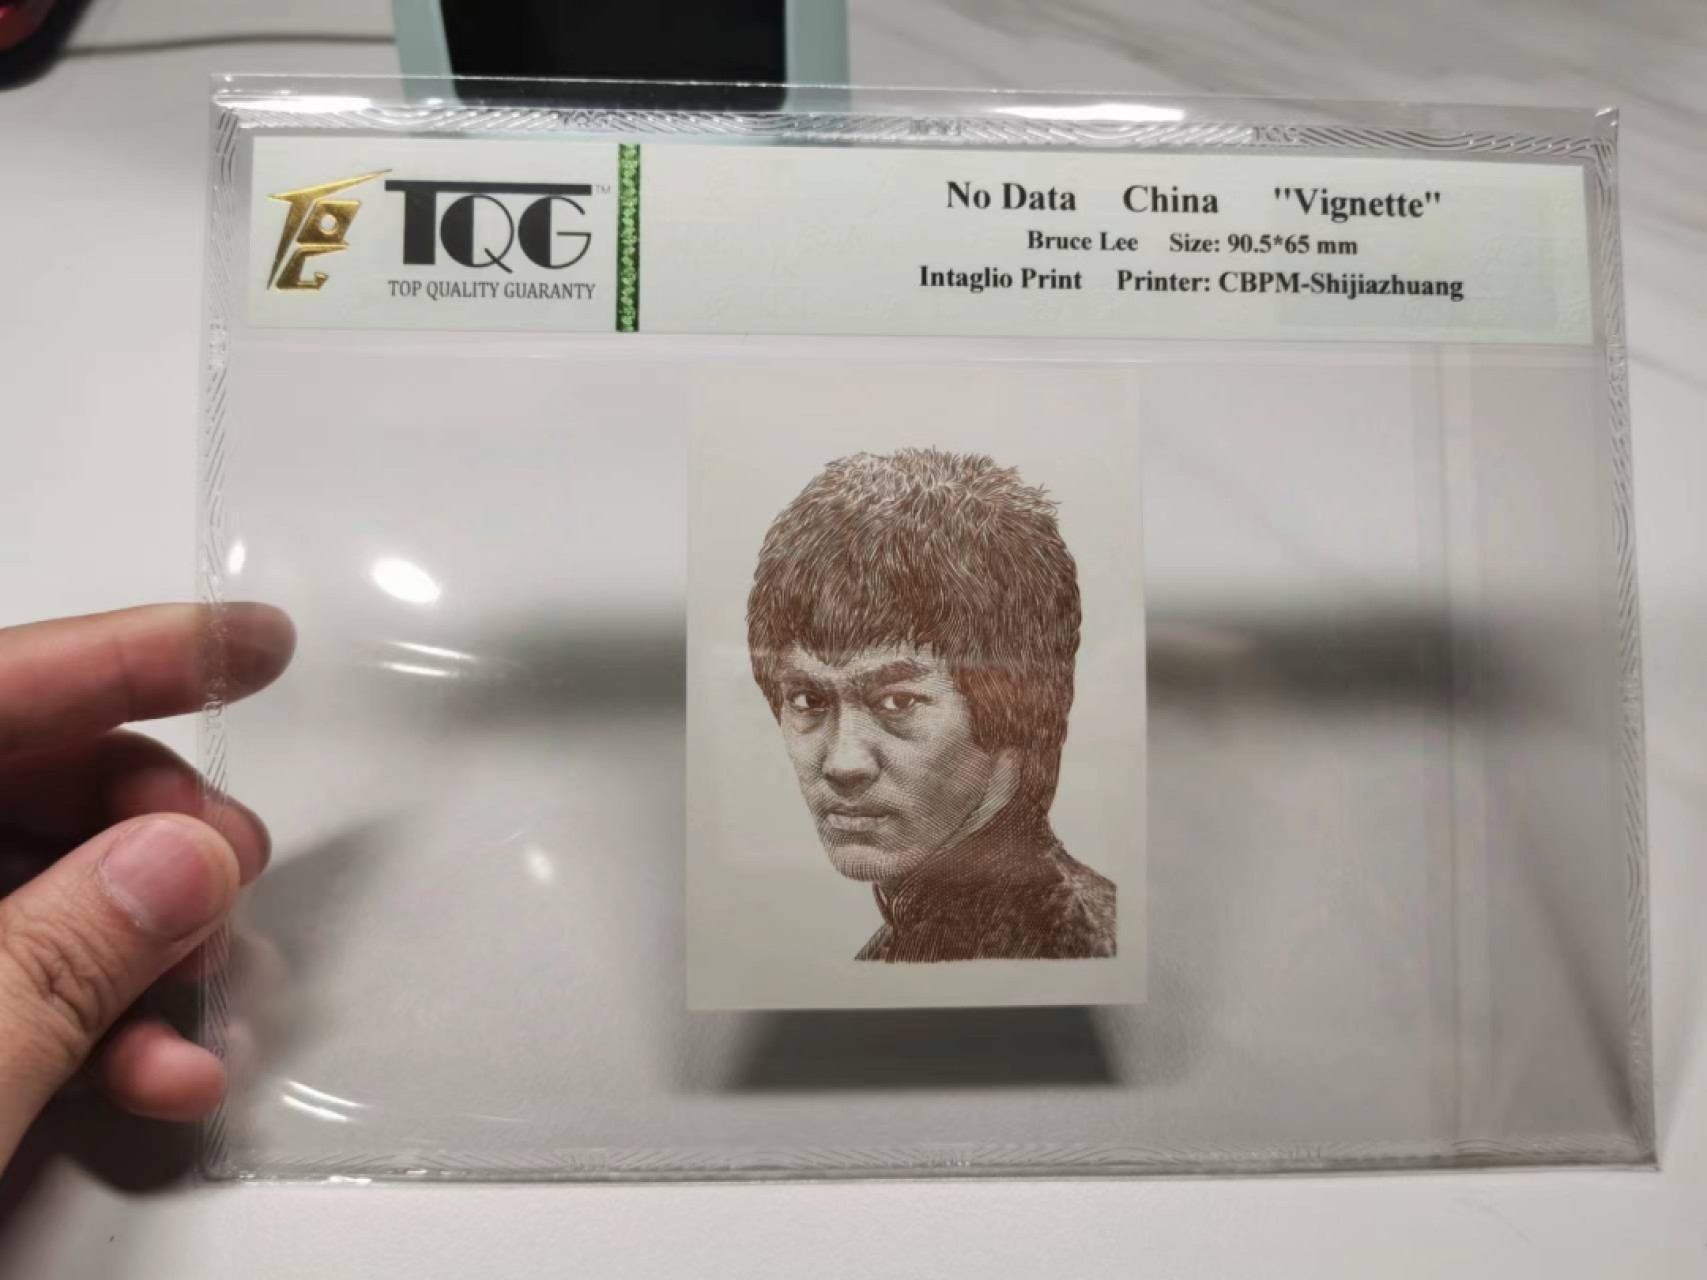 TQG™
TOP QUALITY GUARANTY
No Data China "Vignette"
Bruce Lee Size: 90.5*65 mm
Intaglio Print Printer: CBPM-Shijiazhuang
TQG